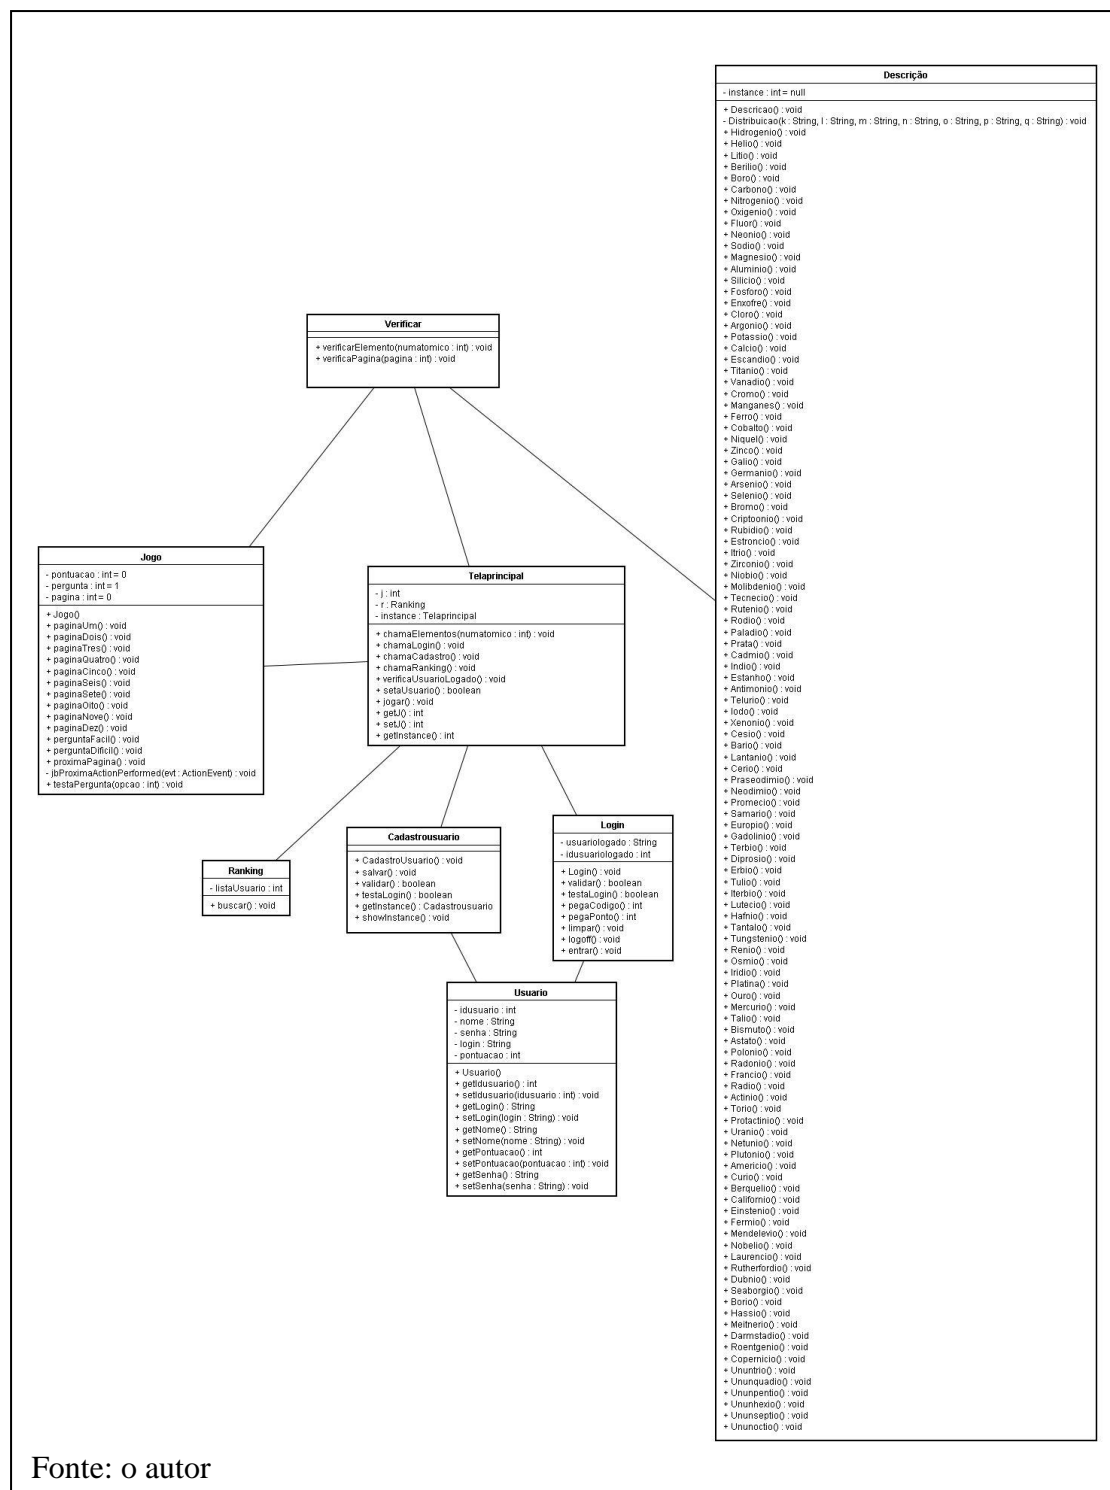 Verificar
+ verificarElemento(numatomico : int) : void
+ verificaPagina(pagina : int) : void
Jogo
- pontuacao : int = 0
- pergunta : int = 1
- pagina : int = 0
+ Jogo()
+ paginaUm() : void
+ paginaDois() : void
+ paginaTres() : void
+ paginaQuatro() : void
+ paginaCinco() : void
+ paginaSeis() : void
+ paginaSete() : void
+ paginaOito() : void
+ paginaNove() : void
+ paginaDez() : void
+ perguntaFacil() : void
+ perguntaDificil() : void
+ proximaPagina() : void
- jbProximaActionPerformed(evt : ActionEvent) : void
+ testaPergunta(opcao : int) : void
Telaprincipal
- j : int
- r : Ranking
- instance : Telaprincipal
+ chamaElementos(numatomico : int) : void
+ chamaLogin() : void
+ chamaCadastro() : void
+ chamaRanking() : void
+ verificaUsuarioLogado() : void
+ setaUsuario() : boolean
+ jogar() : void
+ getJ() : int
+ setJ() : int
+ getInstance() : int
Ranking
- listaUsuario : int
+ buscar() : void
Cadastrousuario
+ CadastroUsuario() : void
+ salvar() : void
+ validar() : boolean
+ testaLogin() : boolean
+ getInstance() : Cadastrousuario
+ showInstance() : void
Login
- usuariologado : String
- idusuariologado : int
+ Login() : void
+ validar() : boolean
+ testaLogin() : boolean
+ pegaCodigo() : int
+ pegaPonto() : int
+ limpar() : void
+ logoff() : void
+ entrar() : void
Usuario
- idusuario : int
- nome : String
- senha : String
- login : String
- pontuacao : int
+ Usuario()
+ getIdusuario() : int
+ setIdusuario(idusuario : int) : void
+ getLogin() : String
+ setLogin(login : String) : void
+ getNome() : String
+ setNome(nome : String) : void
+ getPontuacao() : int
+ setPontuacao(pontuacao : int) : void
+ getSenha() : String
+ setSenha(senha : String) : void
Descrição
- instance : int = null
+ Descricao() : void
- Distribuicao(k : String, l : String, m : String, n : String, o : String, p : String, q : String) : void
+ Hidrogenio() : void
+ Helio() : void
+ Litio() : void
+ Berilio() : void
+ Boro() : void
+ Carbono() : void
+ Nitrogenio() : void
+ Oxigenio() : void
+ Fluor() : void
+ Neonio() : void
+ Sodio() : void
+ Magnesio() : void
+ Aluminio() : void
+ Silicio() : void
+ Fosforo() : void
+ Enxofre() : void
+ Cloro() : void
+ Argonio() : void
+ Potassio() : void
+ Calcio() : void
+ Escandio() : void
+ Titanio() : void
+ Vanadio() : void
+ Cromo() : void
+ Manganes() : void
+ Ferro() : void
+ Cobalto() : void
+ Niquel() : void
+ Zinco() : void
+ Galio() : void
+ Germanio() : void
+ Arsenio() : void
+ Selenio() : void
+ Bromo() : void
+ Criptoonio() : void
+ Rubidio() : void
+ Estroncio() : void
+ Itrio() : void
+ Zirconio() : void
+ Niobio() : void
+ Molibdenio() : void
+ Tecnecio() : void
+ Rutenio() : void
+ Rodio() : void
+ Paladio() : void
+ Prata() : void
+ Cadmio() : void
+ Indio() : void
+ Estanho() : void
+ Antimonio() : void
+ Telurio() : void
+ Iodo() : void
+ Xenonio() : void
+ Cesio() : void
+ Bario() : void
+ Lantanio() : void
+ Cerio() : void
+ Praseodimio() : void
+ Neodimio() : void
+ Promecio() : void
+ Samario() : void
+ Europio() : void
+ Gadolinio() : void
+ Terbio() : void
+ Diprosio() : void
+ Erbio() : void
+ Tulio() : void
+ Iterbio() : void
+ Lutecio() : void
+ Hafnio() : void
+ Tantalo() : void
+ Tungstenio() : void
+ Renio() : void
+ Osmio() : void
+ Iridio() : void
+ Platina() : void
+ Ouro() : void
+ Mercurio() : void
+ Talio() : void
+ Bismuto() : void
+ Astato() : void
+ Polonio() : void
+ Radonio() : void
+ Francio() : void
+ Radio() : void
+ Actinio() : void
+ Torio() : void
+ Protactinio() : void
+ Uranio() : void
+ Netunio() : void
+ Plutonio() : void
+ Americio() : void
+ Curio() : void
+ Berquelio() : void
+ Californio() : void
+ Einstenio() : void
+ Fermio() : void
+ Mendelevio() : void
+ Nobelio() : void
+ Laurencio() : void
+ Rutherfordio() : void
+ Dubnio() : void
+ Seaborgio() : void
+ Borio() : void
+ Hassio() : void
+ Meitnerio() : void
+ Darmstadio() : void
+ Roentgenio() : void
+ Copernicio() : void
+ Ununtrio() : void
+ Ununquadio() : void
+ Ununpentio() : void
+ Ununhexio() : void
+ Ununseptio() : void
+ Ununoctio() : void
Fonte: o autor